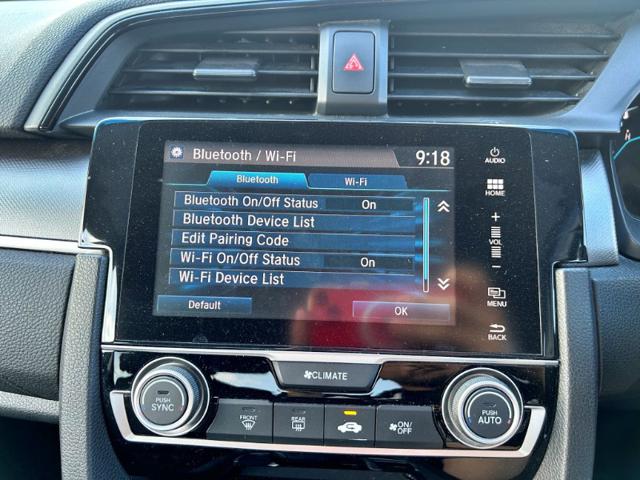 Bluetooth / Wi-Fi 9:18
Bluetooth Wi-Fi
Bluetooth On/Off Status On
Bluetooth Device List
Edit Pairing Code
Wi-Fi On/Off Status On
Wi-Fi Device List
Default OK
AUDIO
HOME
+
VOL
−
MENU
BACK
CLIMATE
PUSH
SYNC
FRONT
REAR
ON/
OFF
PUSH
AUTO